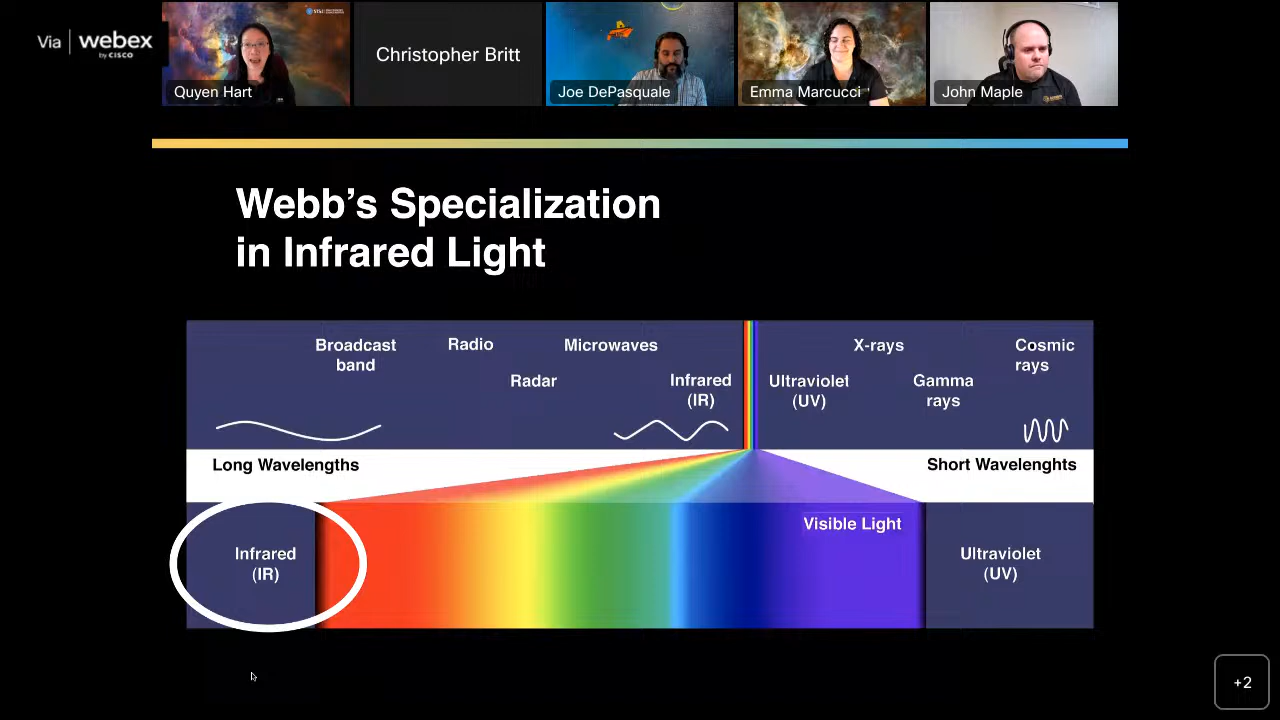 Via | webex
by CISCO
Quyen Hart
Christopher Britt
Joe DePasquale
Emma Marcucci
John Maple
Webb’s Specialization
in Infrared Light
Broadcast
band
Radio
Microwaves
Radar
Infrared
(IR)
X-rays
Cosmic
rays
Ultraviolet
(UV)
Gamma
rays
Long Wavelengths
Short Wavelenghts
Visible Light
Infrared
(IR)
Ultraviolet
(UV)
+2